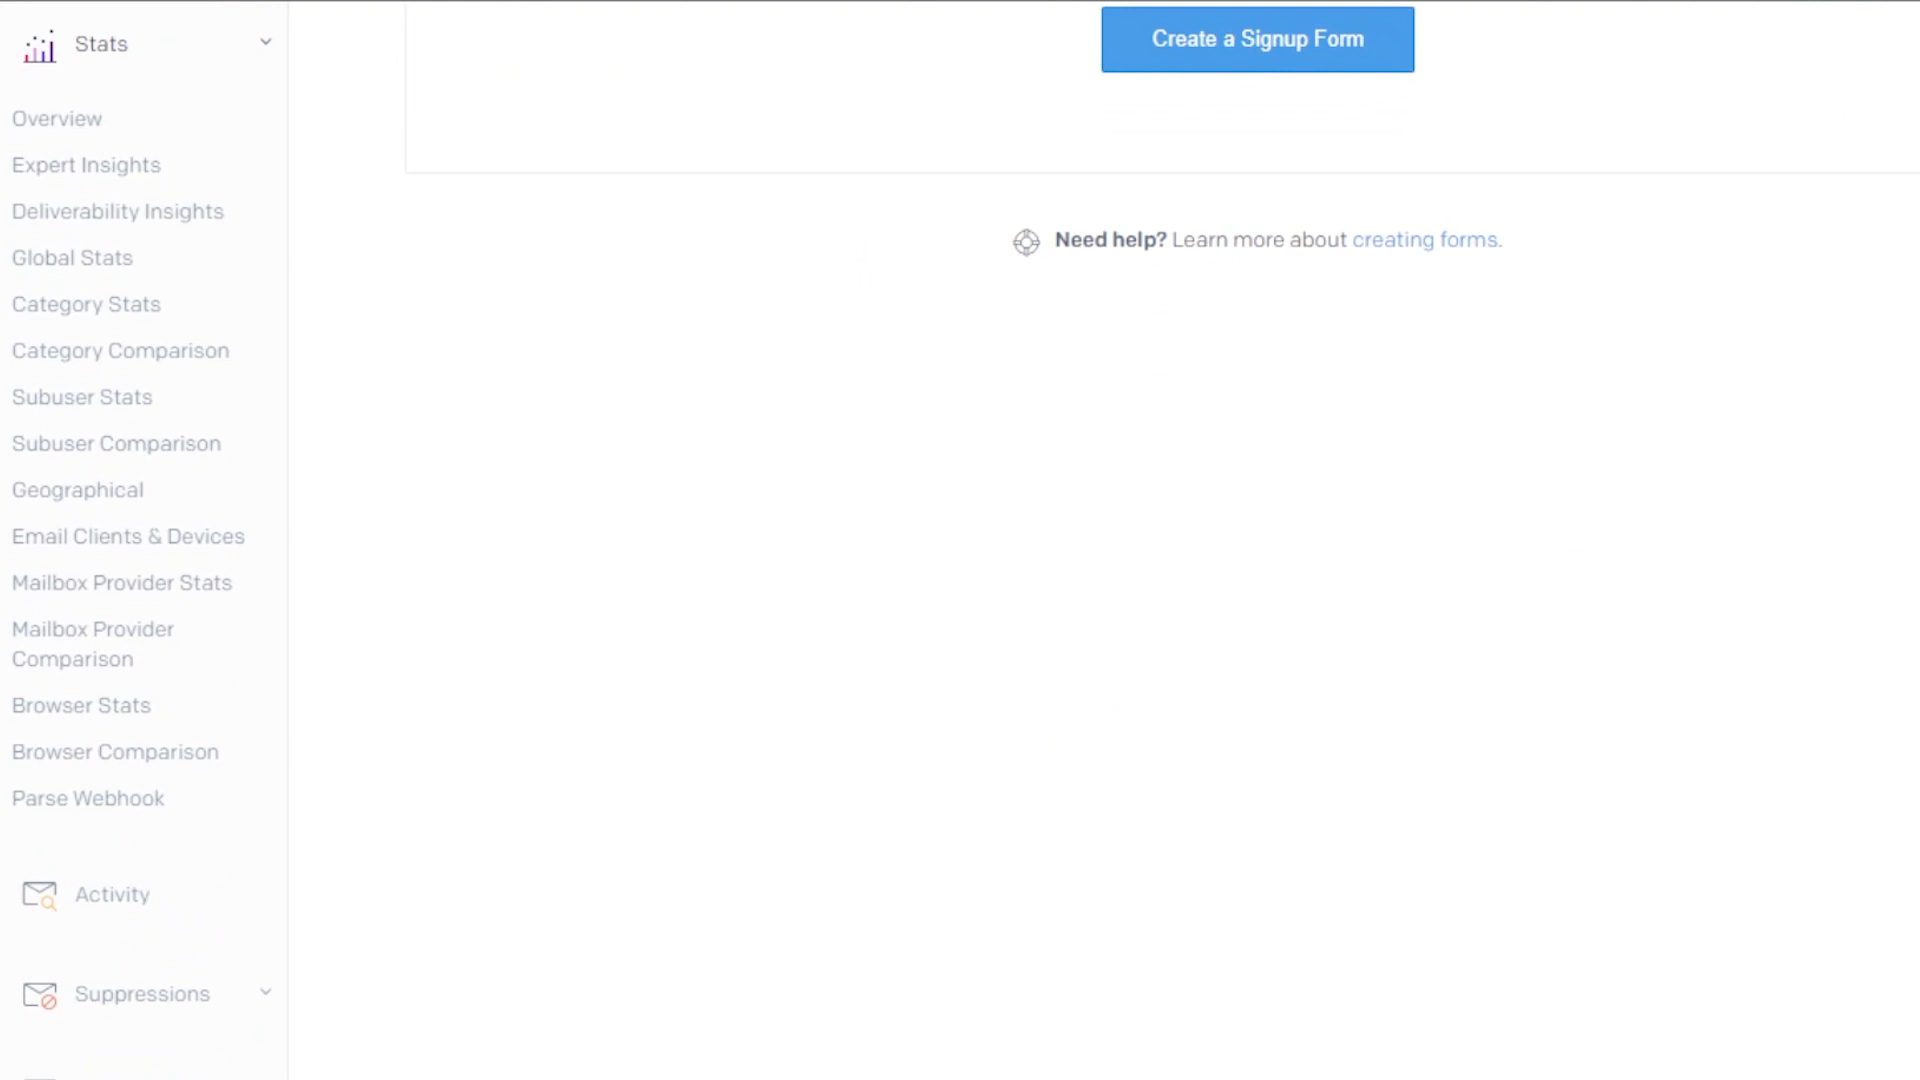 Stats
Create a Signup Form
Overview
Expert Insights
Deliverability Insights
Need help? Learn more about creating forms.
Global Stats
Category Stats
Category Comparison
Subuser Stats
Subuser Comparison
Geographical
Email Clients & Devices
Mailbox Provider Stats
Mailbox Provider
Comparison
Browser Stats
Browser Comparison
Parse Webhook
Activity
Suppressions